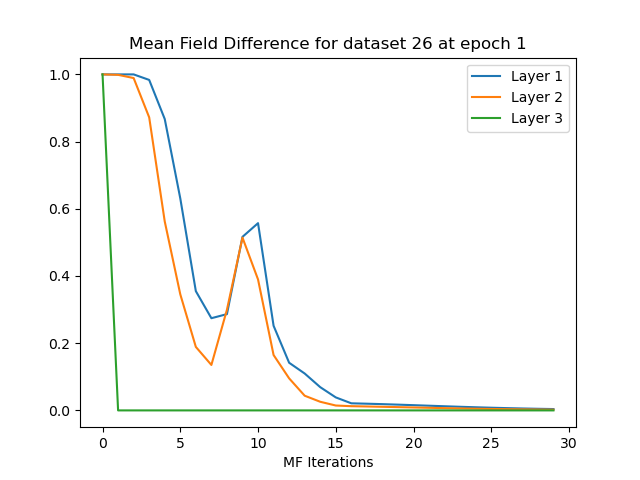 Mean Field Difference for dataset 26 at epoch 1
Layer 1
Layer 2
Layer 3
1.0
0.8
0.6
0.4
0.2
0.0
0 5 10 15 20 25 30
MF Iterations